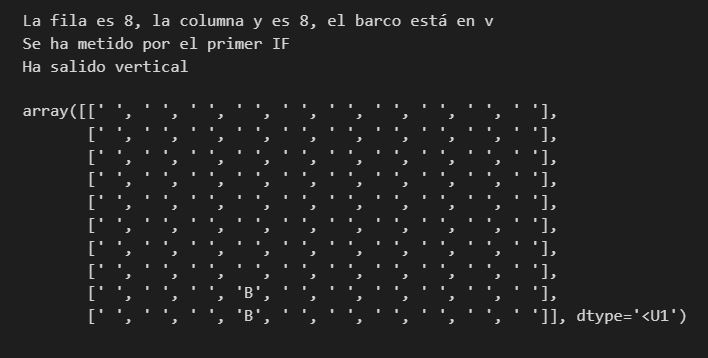 La fila es 8, la columna y es 8, el barco está en v
Se ha metido por el primer IF
Ha salido vertical
array([[' ', ' ', ' ', ' ', ' ', ' ', ' ', ' ', ' ', ' '],
       [' ', ' ', ' ', ' ', ' ', ' ', ' ', ' ', ' ', ' '],
       [' ', ' ', ' ', ' ', ' ', ' ', ' ', ' ', ' ', ' '],
       [' ', ' ', ' ', ' ', ' ', ' ', ' ', ' ', ' ', ' '],
       [' ', ' ', ' ', ' ', ' ', ' ', ' ', ' ', ' ', ' '],
       [' ', ' ', ' ', ' ', ' ', ' ', ' ', ' ', ' ', ' '],
       [' ', ' ', ' ', ' ', ' ', ' ', ' ', ' ', ' ', ' '],
       [' ', ' ', ' ', ' ', ' ', ' ', ' ', ' ', ' ', ' '],
       [' ', ' ', ' ', 'B', ' ', ' ', ' ', ' ', ' ', ' '],
       [' ', ' ', ' ', 'B', ' ', ' ', ' ', ' ', ' ', ' ']], dtype='<U1')